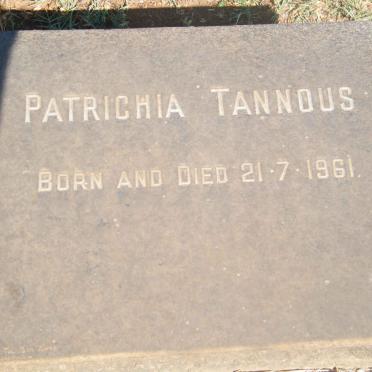 PATRICHIA TANNOUS
BORN AND DIED 21·7·1961.